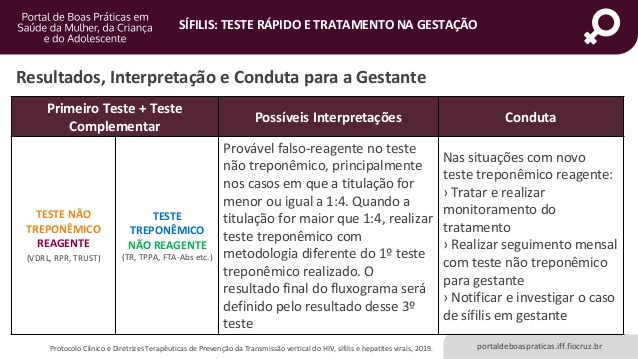 Portal de Boas Práticas em
Saúde da Mulher, da Criança
e do Adolescente
SÍFILIS: TESTE RÁPIDO E TRATAMENTO NA GESTAÇÃO
Resultados, Interpretação e Conduta para a Gestante
Primeiro Teste + Teste
Complementar
Possíveis Interpretações
Conduta
TESTE NÃO
TREPONÊMICO
REAGENTE
(VDRL, RPR, TRUST)
TESTE
TREPONÊMICO
NÃO REAGENTE
(TR, TPPA, FTA-Abs etc.)
Provável falso-reagente no teste
não treponêmico, principalmente
nos casos em que a titulação for
menor ou igual a 1:4. Quando a
titulação for maior que 1:4, realizar
teste treponêmico com
metodologia diferente do 1º teste
treponêmico realizado. O
resultado final do fluxograma será
definido pelo resultado desse 3º
teste
Nas situações com novo
teste treponêmico reagente:
› Tratar e realizar
monitoramento do
tratamento
› Realizar seguimento mensal
com teste não treponêmico
para gestante
› Notificar e investigar o caso
de sífilis em gestante
Protocolo Clínico e Diretrizes Terapêuticas de Prevenção da Transmissão vertical do HIV, sífilis e hepatites virais, 2019.
portaldeboaspraticas.iff.fiocruz.br